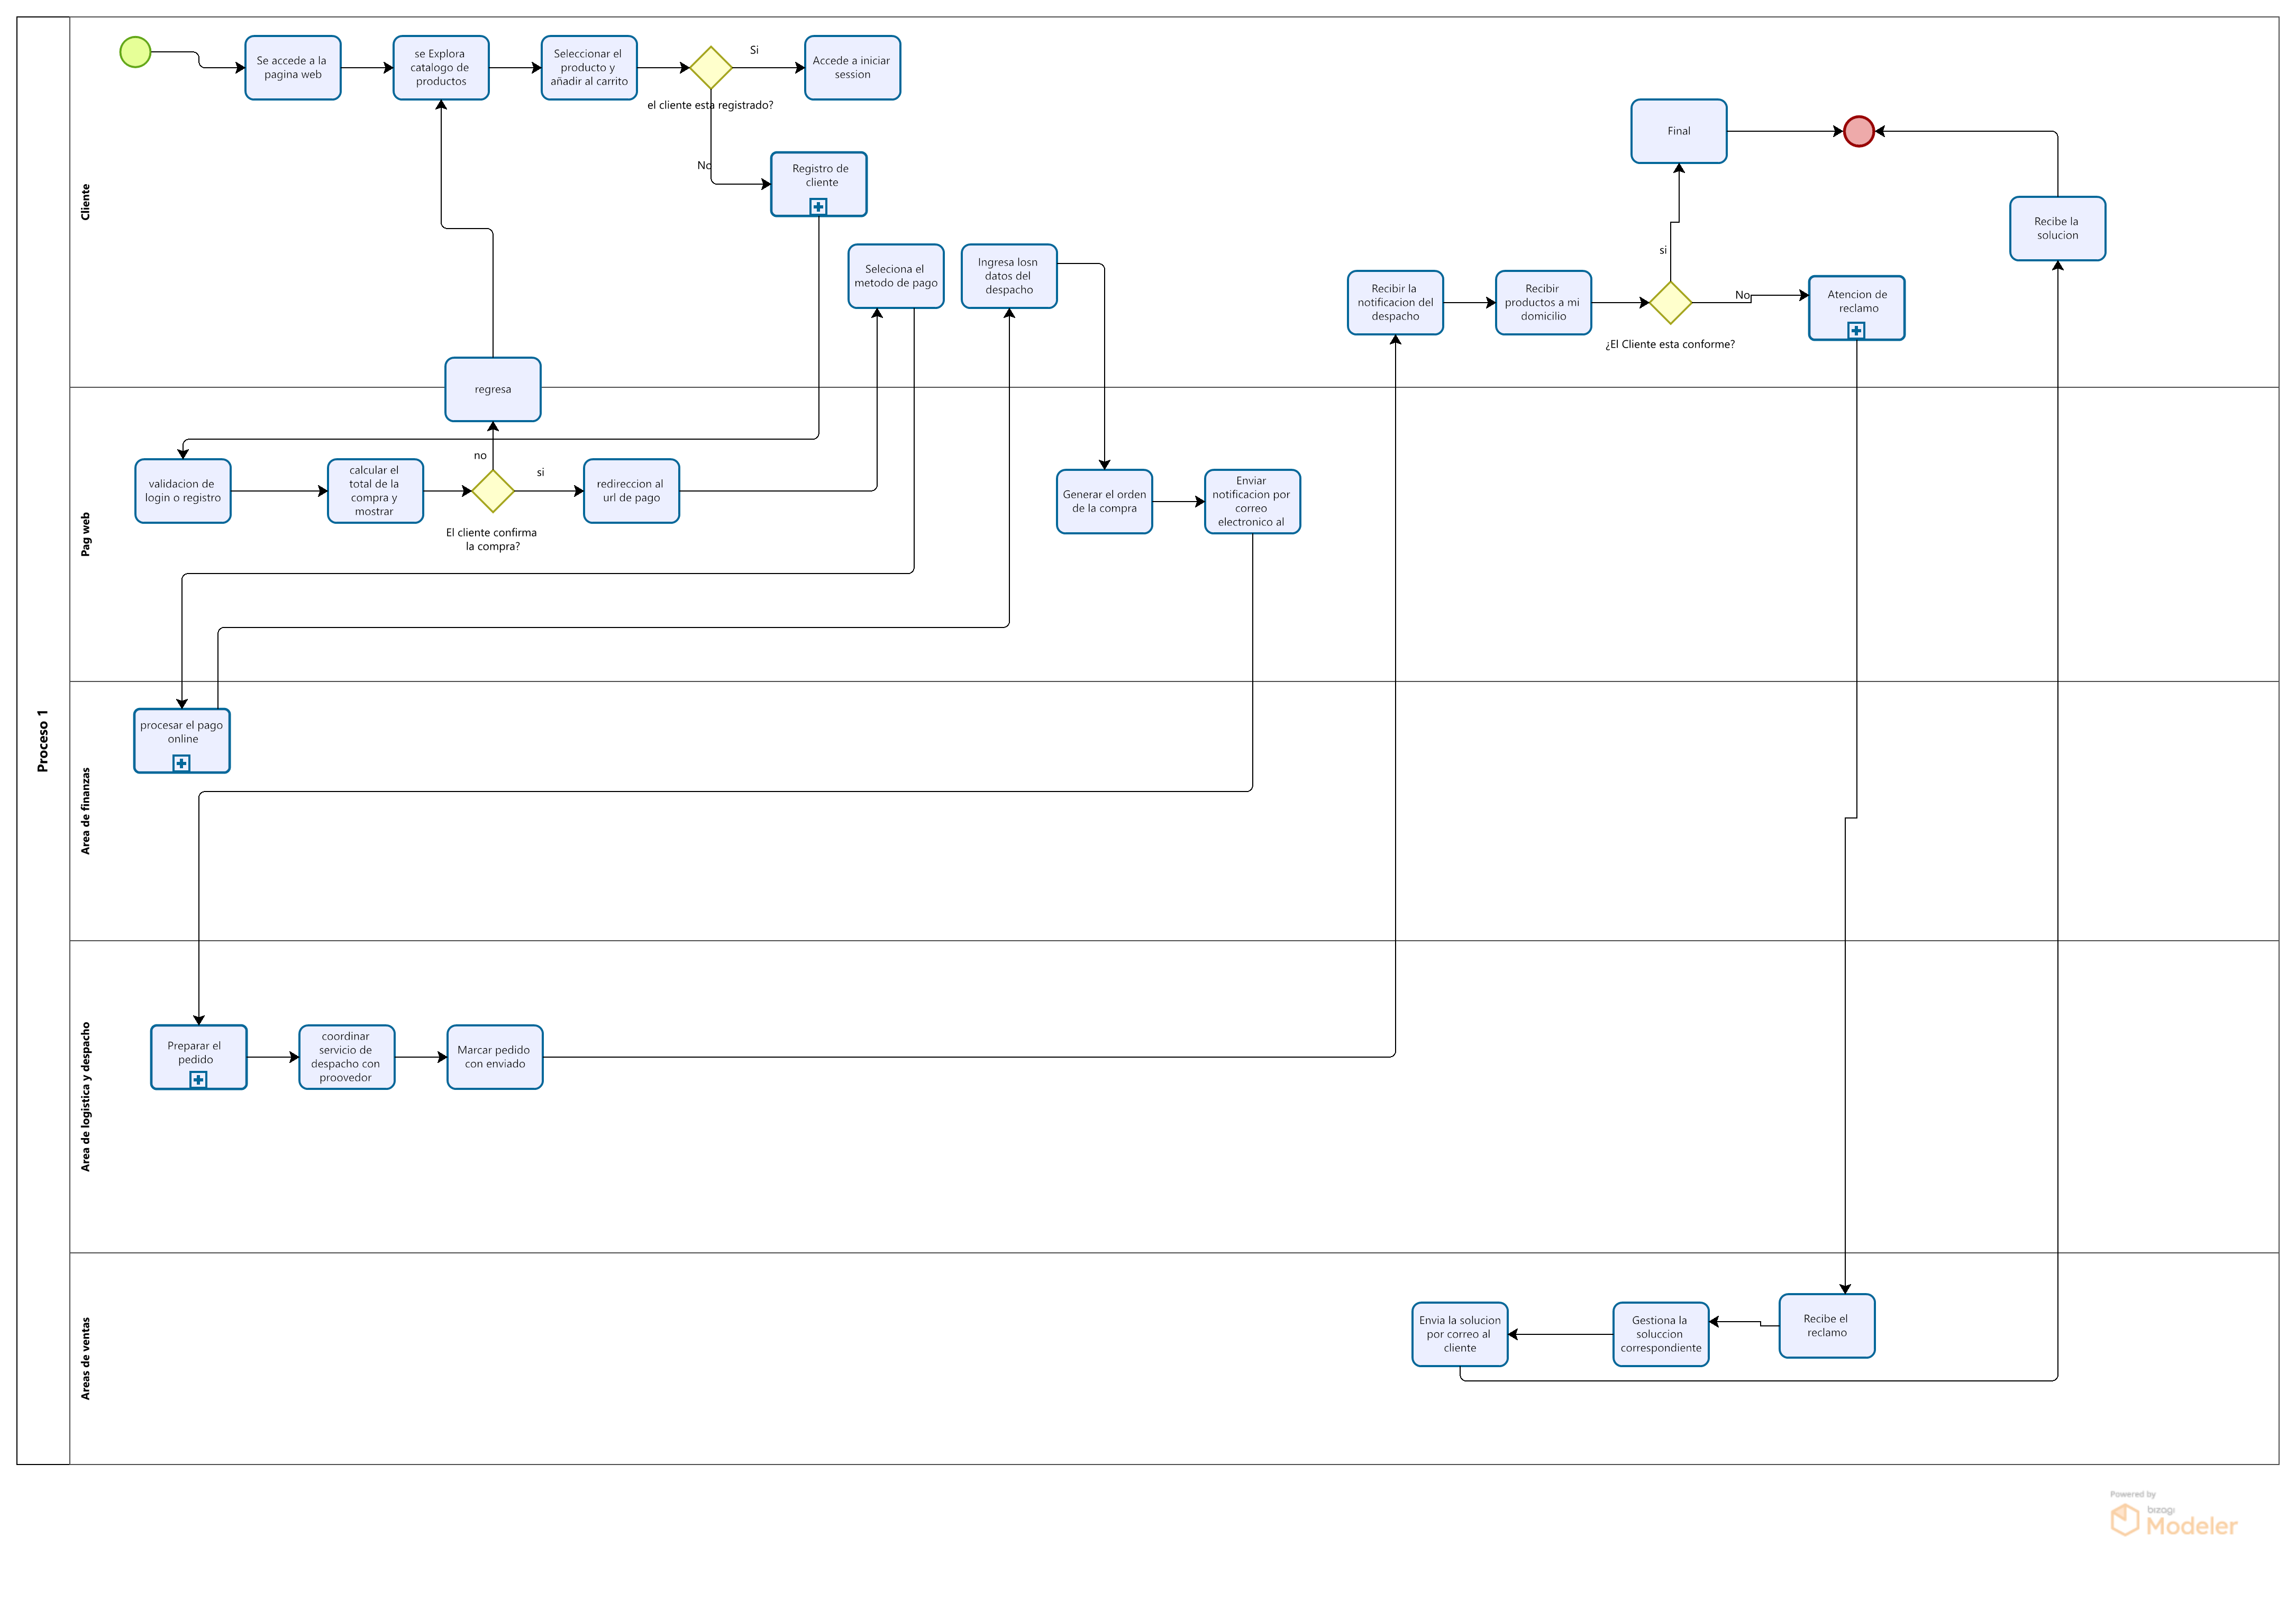 Proceso 1
Cliente
Se accede a la
pagina web
se Explora
catalogo de
productos
Seleccionar el
producto y
añadir al carrito
el cliente esta registrado?
Si
Accede a iniciar
session
No
Registro de
cliente
Seleciona el
metodo de pago
Ingresa losn
datos del
despacho
Recibir la
notificacion del
despacho
Recibir
productos a mi
domicilio
¿El Cliente esta conforme?
si
Final
No
Atencion de
reclamo
Recibe la
solucion
Pag web
regresa
validacion de
login o registro
calcular el
total de la
compra y
mostrar
no
si
El cliente confirma
la compra?
redireccion al
url de pago
Generar el orden
de la compra
Enviar
notificacion por
correo
electronico al
Area de finanzas
procesar el pago
online
Area de logistica y despacho
Preparar el
pedido
coordinar
servicio de
despacho con
proovedor
Marcar pedido
con enviado
Areas de ventas
Envia la solucion
por correo al
cliente
Gestiona la
soluccion
correspondiente
Recibe el
reclamo
Powered by
bizagi
Modeler